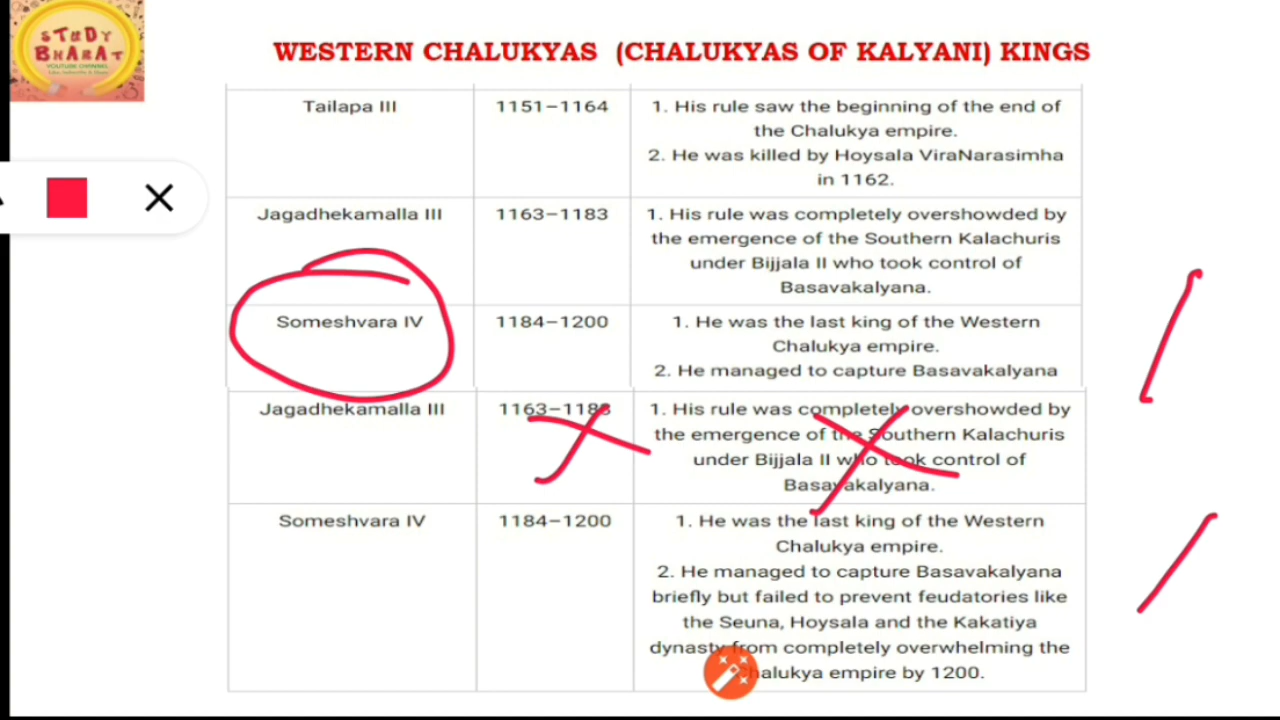 STUDY
BHARAT
YOUTUBE CHANNEL
WESTERN CHALUKYAS (CHALUKYAS OF KALYANI) KINGS
Tailapa III
1151–1164
1. His rule saw the beginning of the end of
the Chalukya empire.
2. He was killed by Hoysala ViraNarasimha
in 1162.
Jagadhekamalla III
1163–1183
1. His rule was completely overshowded by
the emergence of the Southern Kalachuris
under Bijjala II who took control of
Basavakalyana.
Someshvara IV
1184–1200
1. He was the last king of the Western
Chalukya empire.
2. He managed to capture Basavakalyana
Jagadhekamalla III
1163–1183
1. His rule was completely overshowded by
the emergence of the Southern Kalachuris
under Bijjala II who took control of
Basavakalyana.
Someshvara IV
1184–1200
1. He was the last king of the Western
Chalukya empire.
2. He managed to capture Basavakalyana
briefly but failed to prevent feudatories like
the Seuna, Hoysala and the Kakatiya
dynasty from completely overwhelming the
Chalukya empire by 1200.